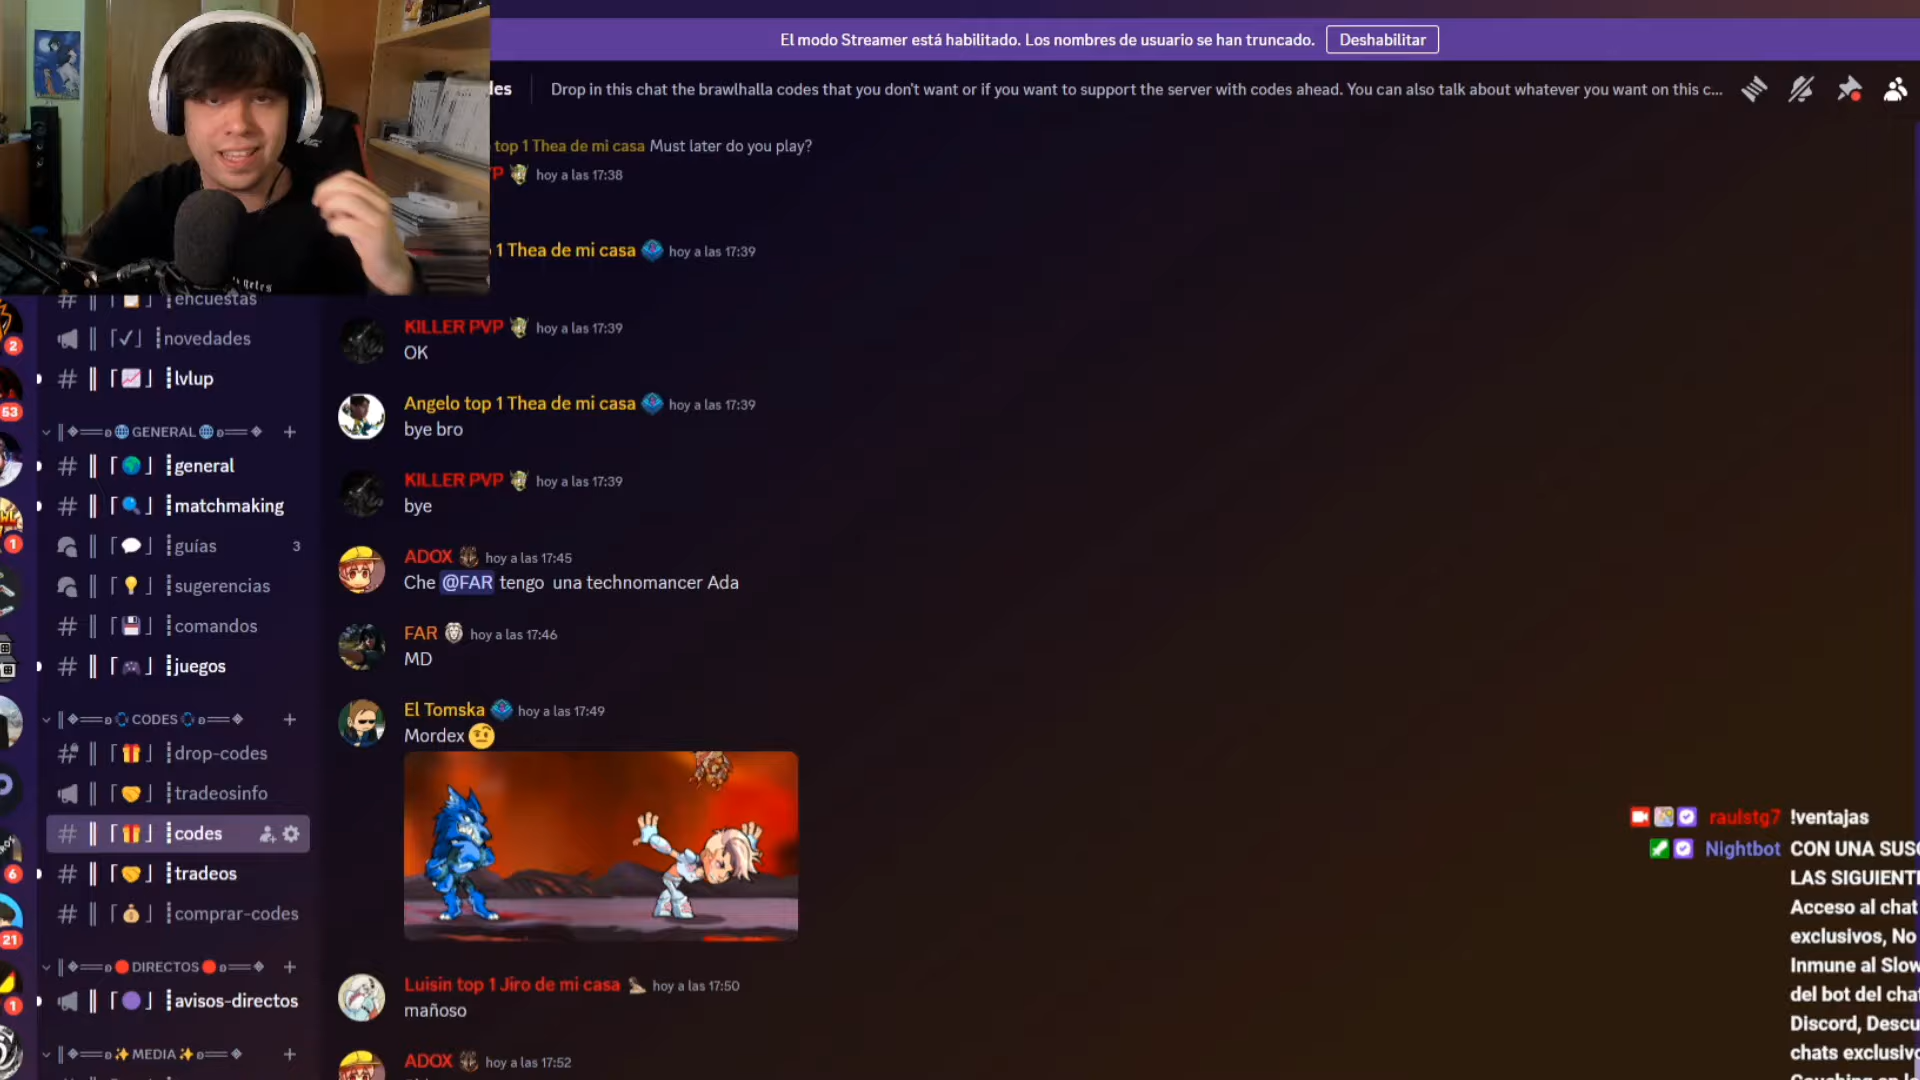 El modo Streamer está habilitado. Los nombres de usuario se han truncado.
Deshabilitar
Drop in this chat the brawlhalla codes that you don't want or if you want to support the server with codes ahead. You can also talk about whatever you want on this c...
top 1 Thea de mi casa Must later do you play?
hoy a las 17:38
1 Thea de mi casa hoy a las 17:39
KILLER PVP hoy a las 17:39
OK
Angelo top 1 Thea de mi casa hoy a las 17:39
bye bro
KILLER PVP hoy a las 17:39
bye
ADOX hoy a las 17:45
Che @FAR tengo una technomancer Ada
FAR hoy a las 17:46
MD
El Tomska hoy a las 17:49
Mordex
Luisin top 1 Jiro de mi casa hoy a las 17:50
mañoso
ADOX hoy a las 17:52
encuestas
novedades
lvlup
GENERAL
general
matchmaking
guías 3
sugerencias
comandos
juegos
CODES
drop-codes
tradeosinfo
codes
tradeos
comprar-codes
DIRECTOS
avisos-directos
MEDIA
2
53
1
6
21
1
raulstg7 !ventajas
Nightbot CON UNA SUSC
LAS SIGUIENT
Acceso al chat
exclusivos, No
Inmune al Slow
del bot del cha
Discord, Descu
chats exclusivo